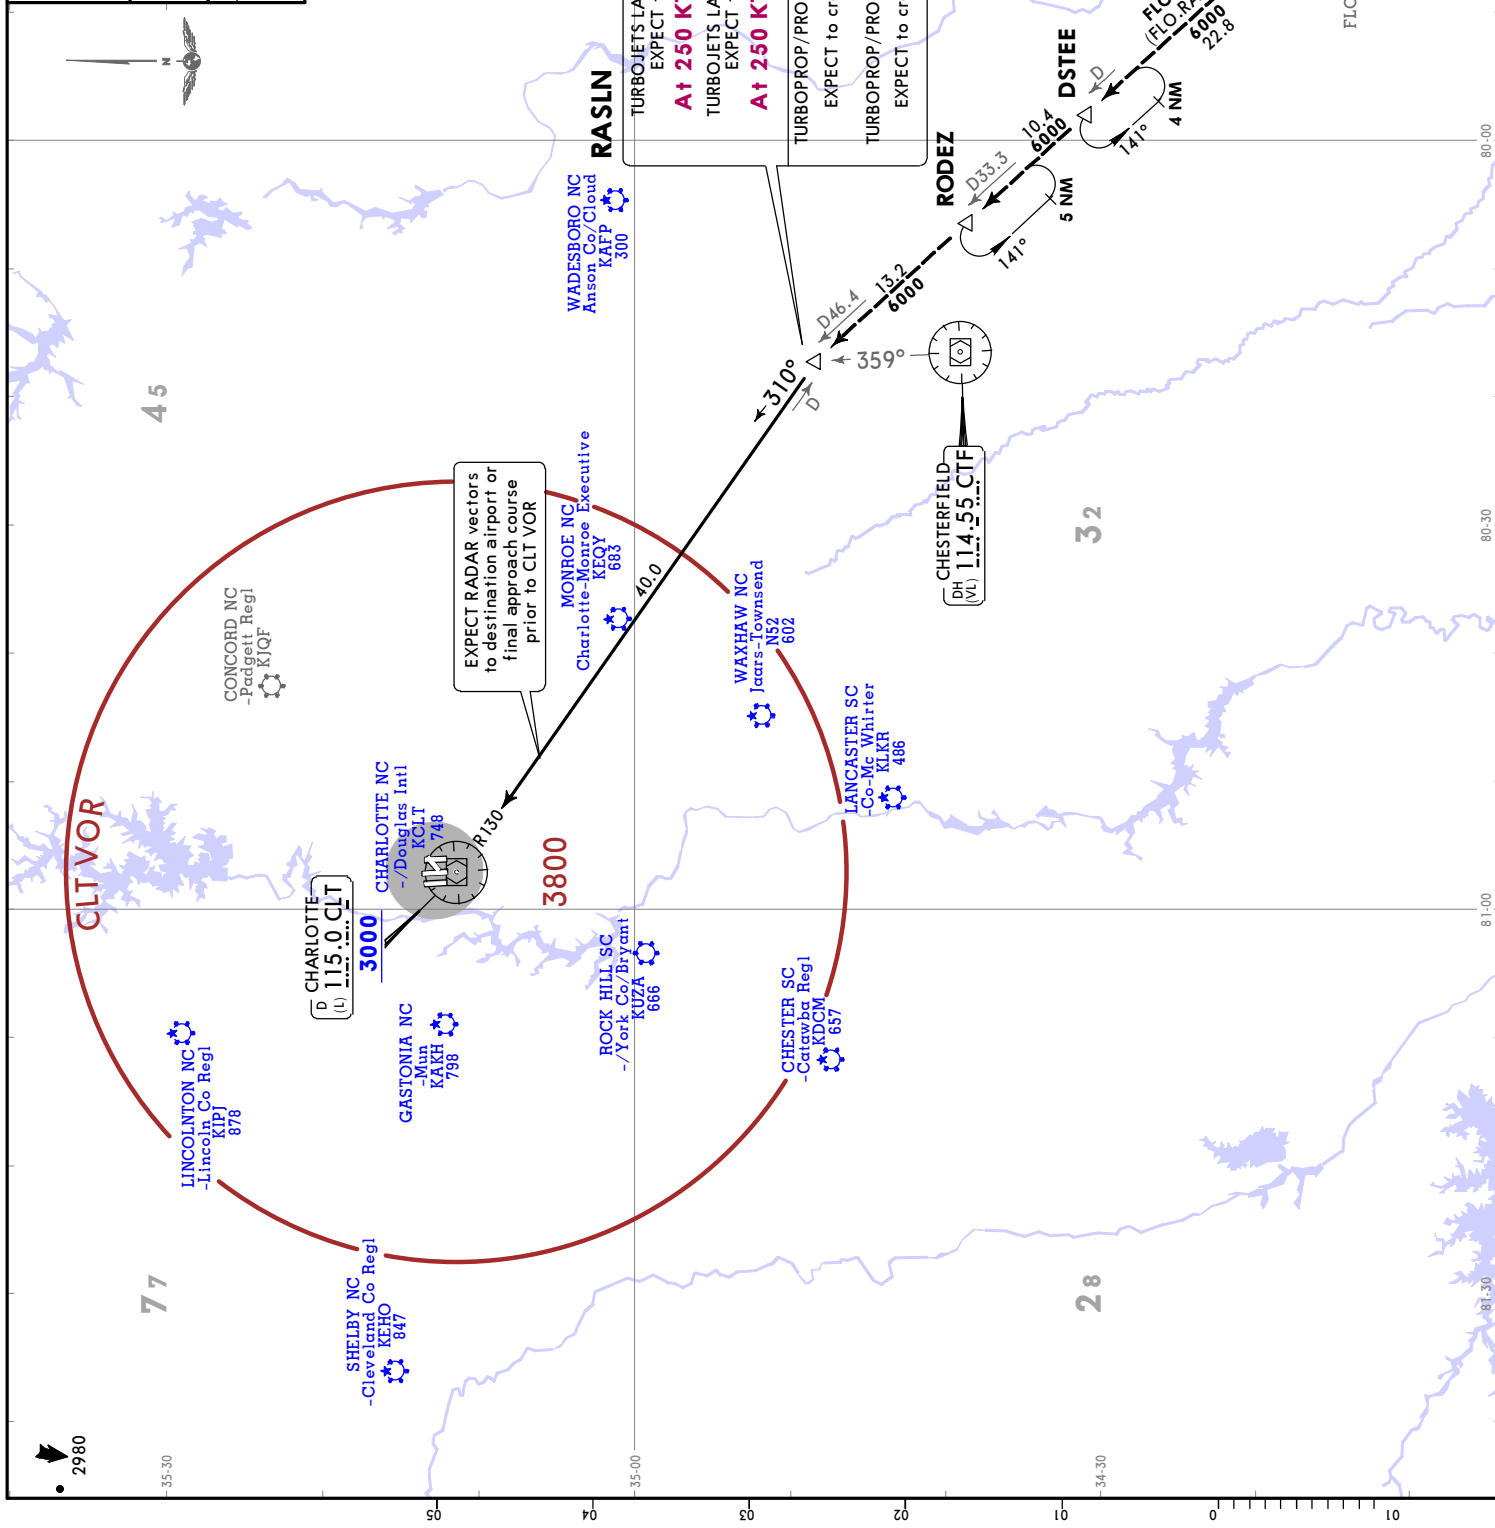 2980
77
45
28
32
CLT VOR
3800
N
CONCORD NC
-Padgett Regl
KJQF
LINCOLNTON NC
-Lincoln Co Regl
KIPJ
878
SHELBY NC
-Cleveland Co Regl
KEHO
847
GASTONIA NC
-Mun
KAKH
798
D CHARLOTTE
(L) 115.0 CLT
3000
CHARLOTTE NC
-/Douglas Intl
KCLT
748
R130
EXPECT RADAR vectors
to destination airport or
final approach course
prior to CLT VOR
MONROE NC
Charlotte-Monroe Executive
KEQY
683
40.0
ROCK HILL SC
-/York Co/Bryant
KUZA
666
WAXHAW NC
Jaars-Townsend
N52
602
CHESTER SC
-Catawba Regl
KDCM
657
LANCASTER SC
-Co-Mc Whirter
KLKR
486
WADESBORO NC
Anson Co/Cloud
KAFP
300
RASLN
TURBOJETS LA
EXPECT
At 250 K
TURBOJETS LA
EXPECT
At 250 K
TURBOPROP/PRO
EXPECT to cr
TURBOPROP/PRO
EXPECT to c
310°
D
359°
CHESTERFIELD
DH
(VL) 114.55 CTF
D46.4
13.2
6000
RODEZ
D33.3
141°
5 NM
10.4
6000
DSTEE
D
141°
4 NM
FLO
(FLO.RA
6000
22.8
FLO
35-30
35-00
34-30
80-00
80-30
81-00
81-30
05
04
03
02
01
0
10